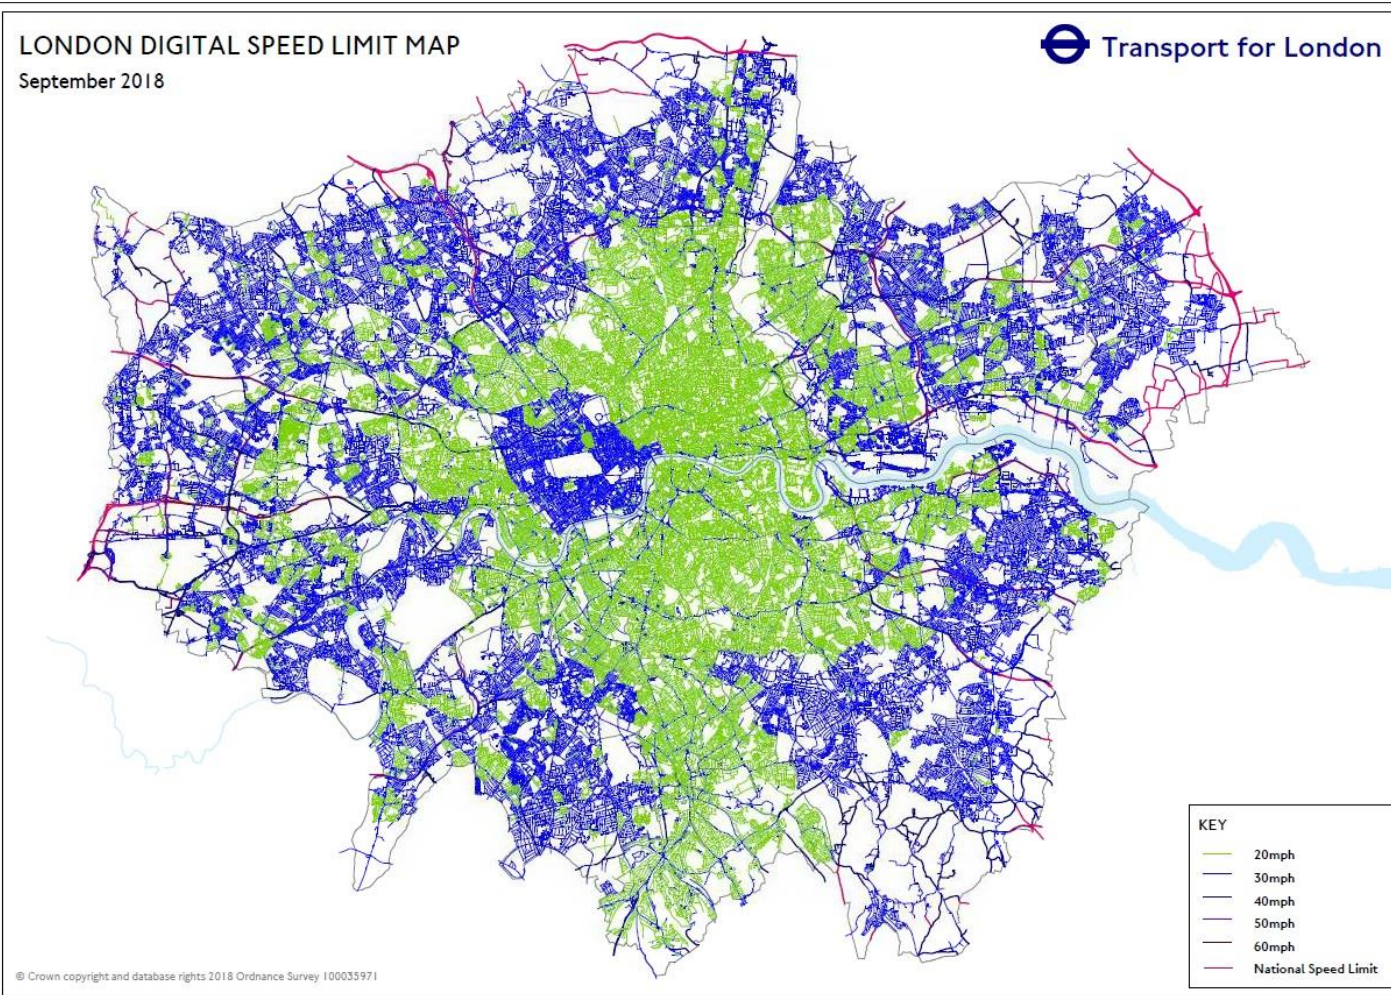 LONDON DIGITAL SPEED LIMIT MAP
September 2018
Transport for London
KEY
20mph
30mph
40mph
50mph
60mph
National Speed Limit
© Crown copyright and database rights 2018 Ordnance Survey 100035971